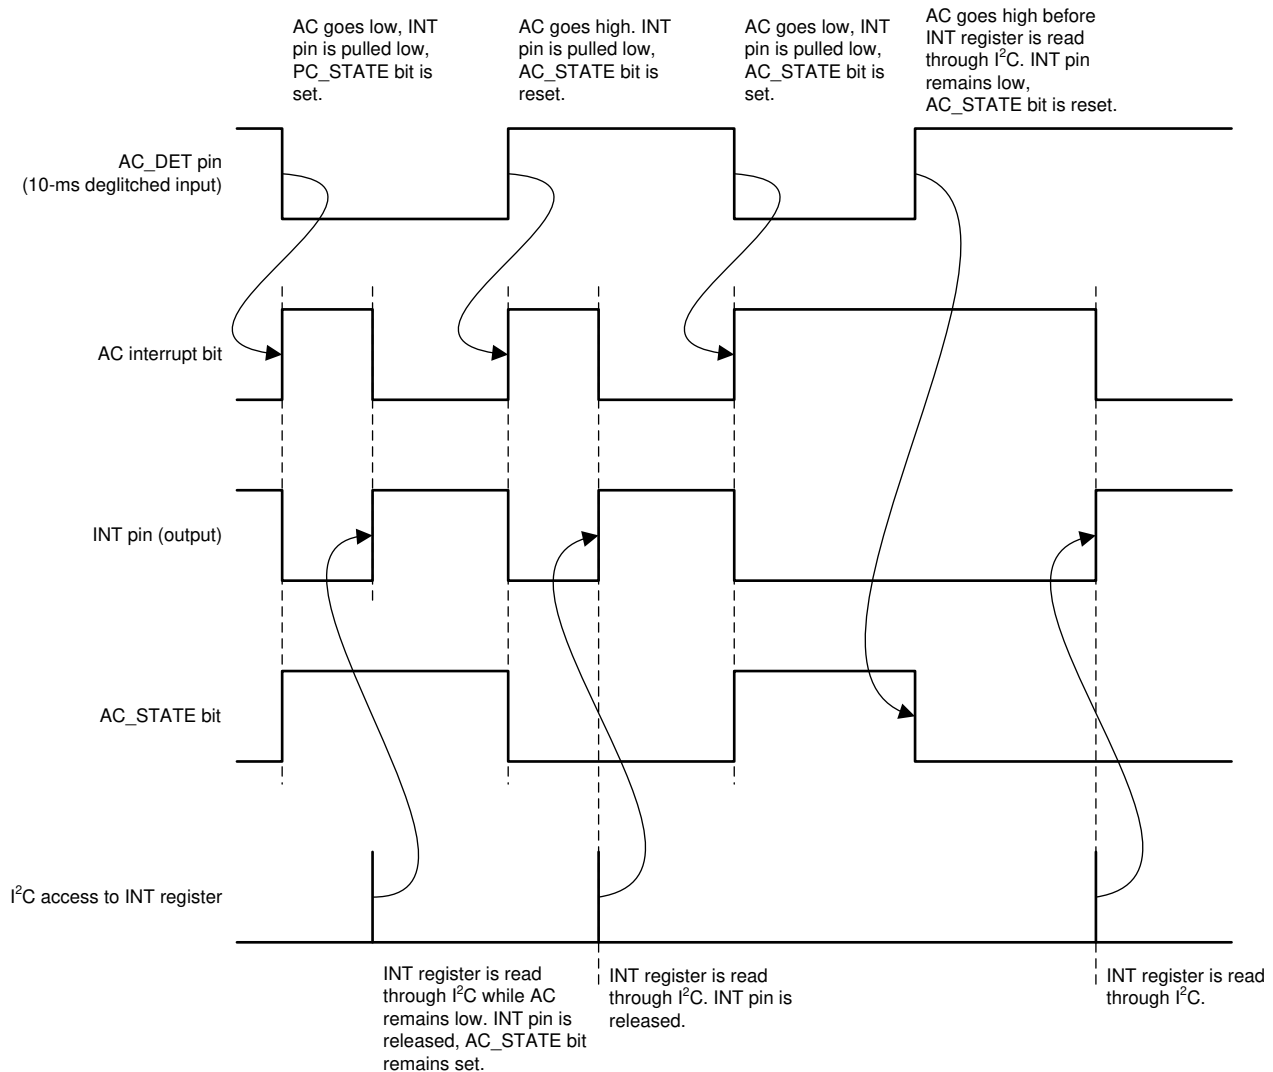 AC goes low, INT
pin is pulled low,
PC_STATE bit is
set.
AC goes high. INT
pin is pulled low,
AC_STATE bit is
reset.
AC goes low, INT
pin is pulled low,
AC_STATE bit is
set.
AC goes high before
INT register is read
through I²C. INT pin
remains low,
AC_STATE bit is reset.
AC_DET pin
(10-ms deglitched input)
AC interrupt bit
INT pin (output)
AC_STATE bit
I²C access to INT register
INT register is read
through I²C while AC
remains low. INT pin is
released, AC_STATE bit
remains set.
INT register is read
through I²C. INT pin is
released.
INT register is read
through I²C.